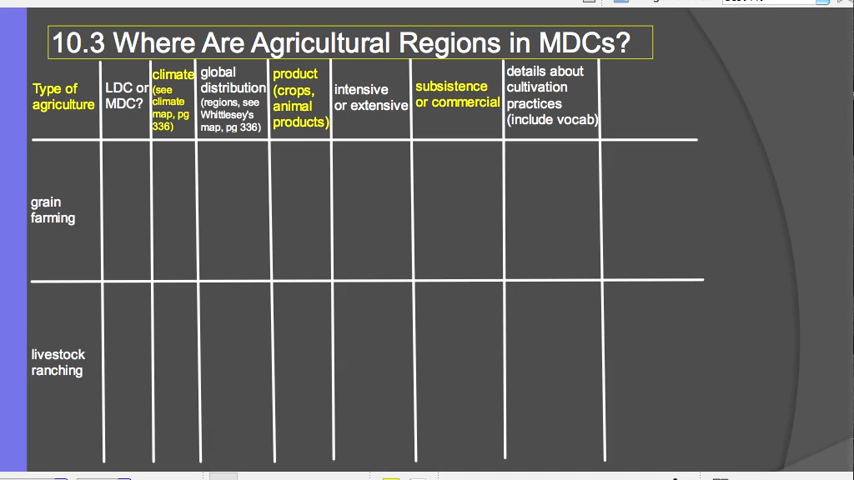 10.3 Where Are Agricultural Regions in MDCs?
Type of
agriculture
LDC or
MDC?
climate
(see
climate
map, pg
336)
global
distribution
(regions, see
Whittlesey's
map, pg 336)
product
(crops,
animal
products)
intensive
or extensive
subsistence
or commercial
details about
cultivation
practices
(include vocab)
grain
farming
livestock
ranching